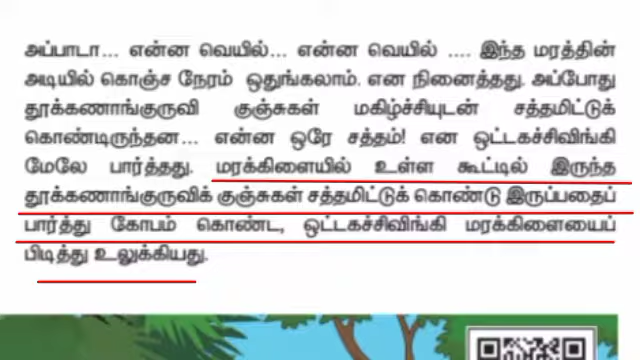 அப்பாடா... என்ன வெயில்... என்ன வெயில் .... இந்த மரத்தின்
அடியில் கொஞ்ச நேரம் ஒதுங்கலாம். என நினைத்தது. அப்போது
தூக்கணாங்குருவி குஞ்சுகள் மகிழ்ச்சியுடன் சத்தமிட்டுக்
கொண்டிருந்தன... என்ன ஒரே சத்தம்! என ஒட்டகச்சிவிங்கி
மேலே பார்த்தது. மரக்கிளையில் உள்ள கூட்டில் இருந்த
தூக்கணாங்குருவிக் குஞ்சுகள் சத்தமிட்டுக் கொண்டு இருப்பதைப்
பார்த்து கோபம் கொண்ட, ஒட்டகச்சிவிங்கி மரக்கிளையைப்
பிடித்து உலுக்கியது.